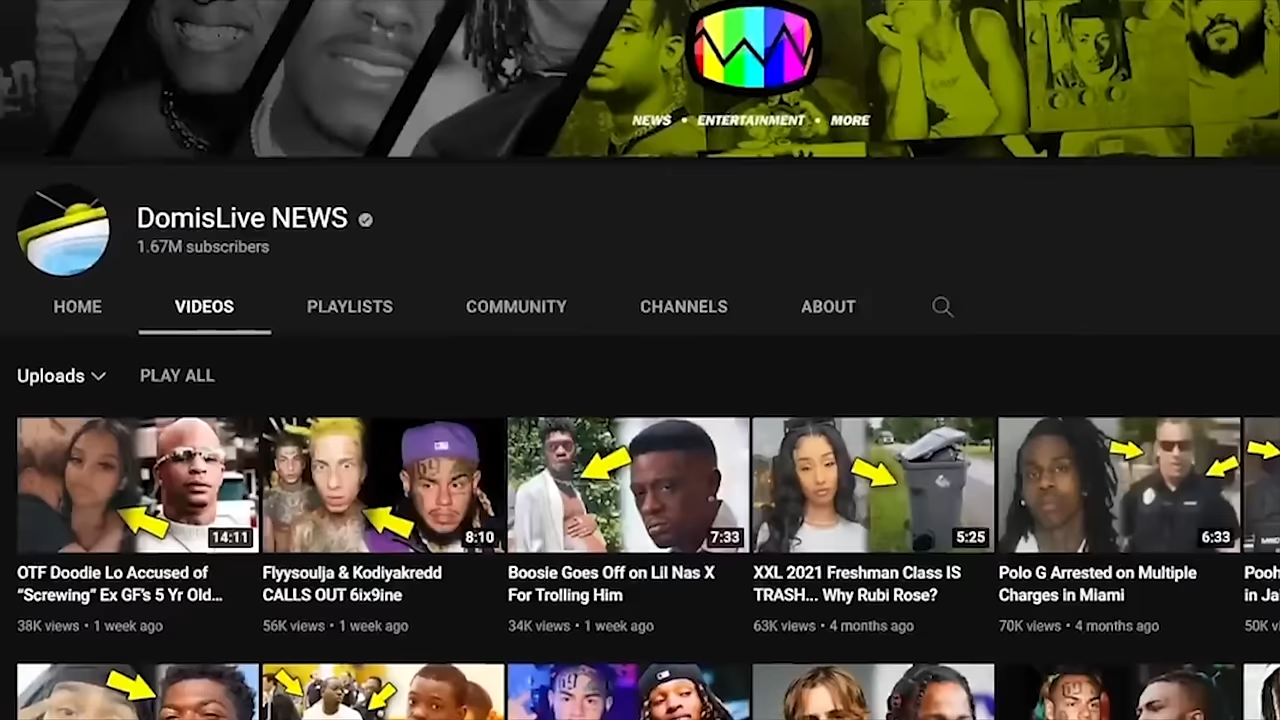 NEWS • ENTERTAINMENT • MORE
DomisLive NEWS
1.67M subscribers
HOME VIDEOS PLAYLISTS COMMUNITY CHANNELS ABOUT
Uploads PLAY ALL
14:11 8:10 7:33 5:25 6:33
OTF Doodie Lo Accused of
“Screwing” Ex GF's 5 Yr Old...
38K views • 1 week ago
Flyysoulja & Kodiyakredd
CALLS OUT 6ix9ine
56K views • 1 week ago
Boosie Goes Off on Lil Nas X
For Trolling Him
34K views • 1 week ago
XXL 2021 Freshman Class IS
TRASH... Why Rubi Rose?
63K views • 4 months ago
Polo G Arrested on Multiple
Charges in Miami
70K views • 4 months ago
Pooh
in Ja
50K v